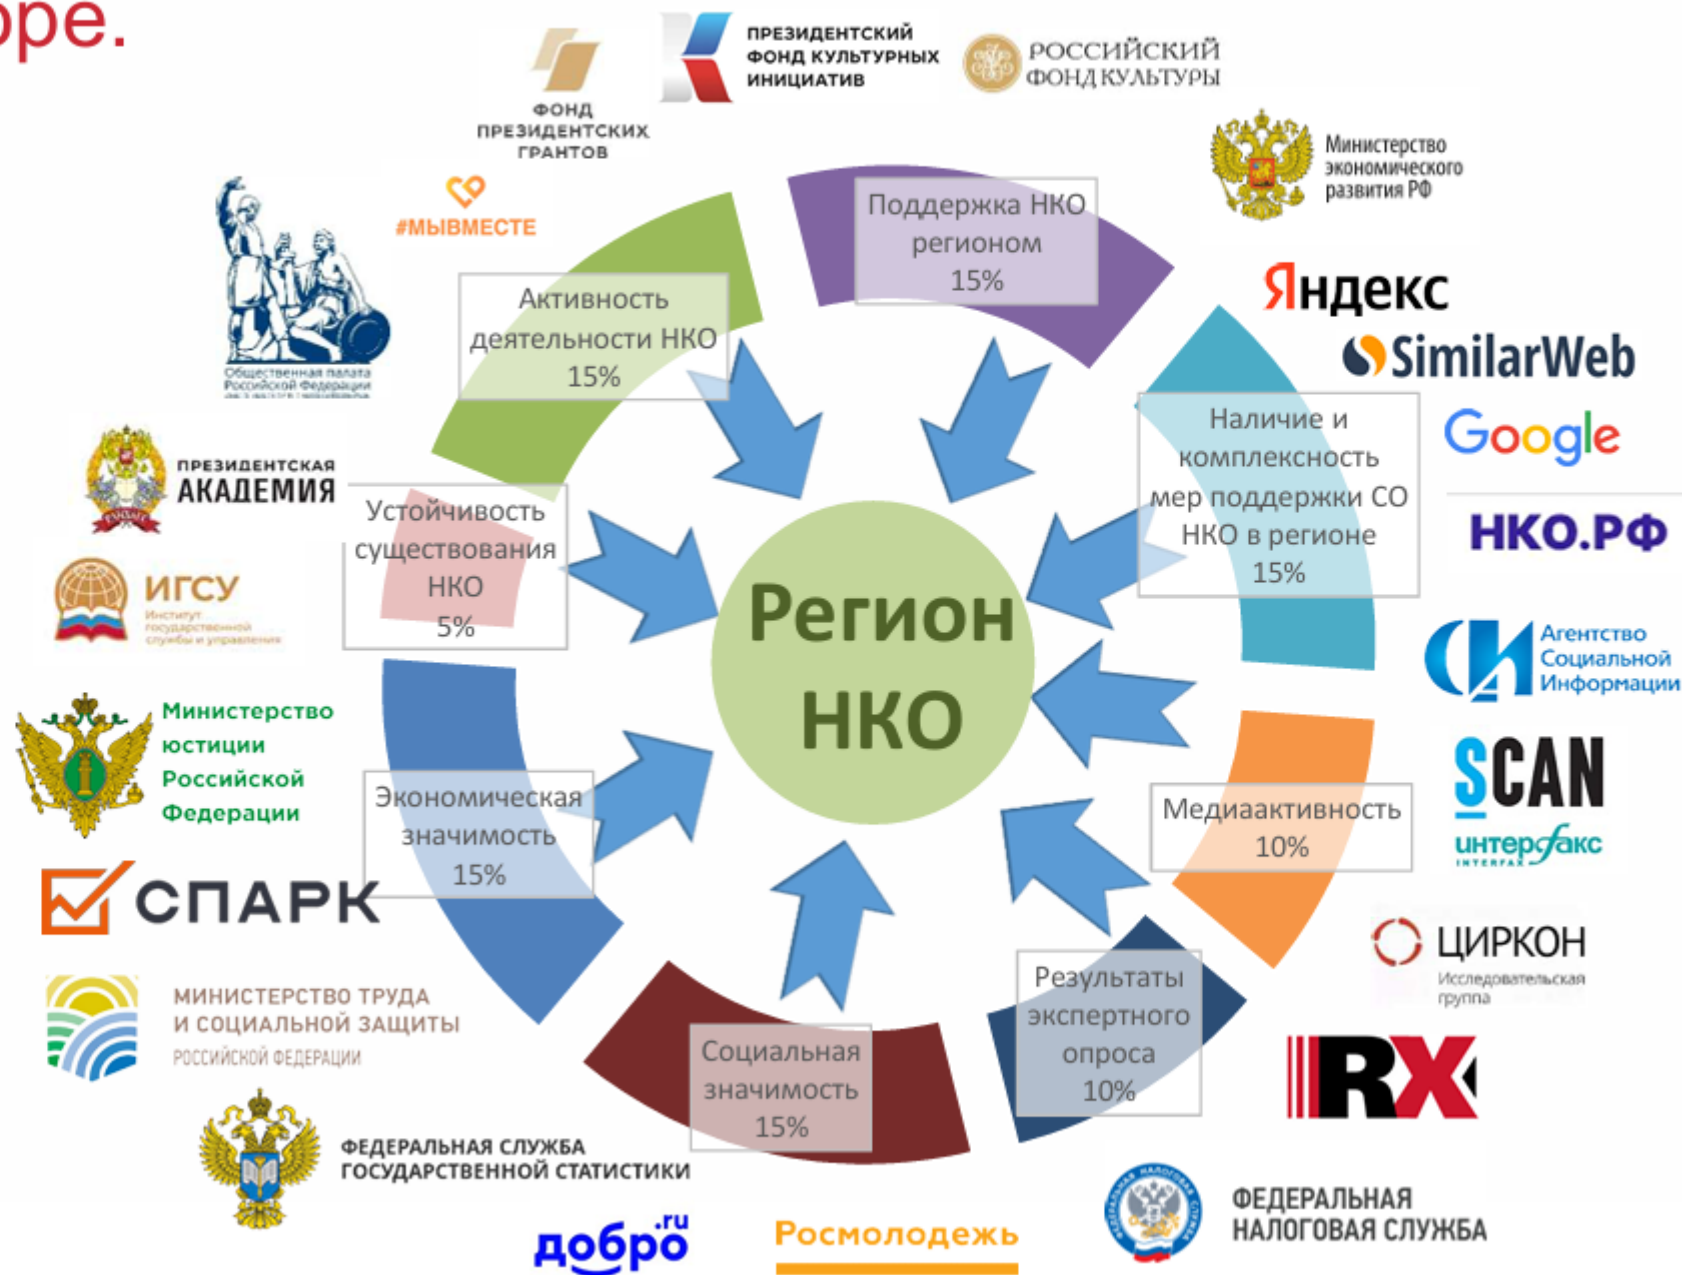 оре.
ФОНД
ПРЕЗИДЕНТСКИХ
ГРАНТОВ
ПРЕЗИДЕНТСКИЙ
ФОНД КУЛЬТУРНЫХ
ИНИЦИАТИВ
РОССИЙСКИЙ
ФОНД КУЛЬТУРЫ
Министерство
экономического
развития РФ
#МЫВМЕСТЕ
Общественная палата
Российской Федерации
Поддержка НКО
регионом
15%
Активность
деятельности НКО
15%
Яндекс
SimilarWeb
Google
НКО.РФ
Наличие и
комплексность
мер поддержки СО
НКО в регионе
15%
ПРЕЗИДЕНТСКАЯ
АКАДЕМИЯ
Устойчивость
существования
НКО
5%
ИГСУ
Институт
государственной
службы и управления
Регион
НКО
СИ
Агентство
Социальной
Информации
Министерство
юстиции
Российской
Федерации
Экономическая
значимость
15%
Медиаактивность
10%
SCAN
интерфакс
INTERFAX
СПАРК
ЦИРКОН
Исследовательская
группа
МИНИСТЕРСТВО ТРУДА
И СОЦИАЛЬНОЙ ЗАЩИТЫ
РОССИЙСКОЙ ФЕДЕРАЦИИ
Результаты
экспертного
опроса
10%
Социальная
значимость
15%
RX
ФЕДЕРАЛЬНАЯ СЛУЖБА
ГОСУДАРСТВЕННОЙ СТАТИСТИКИ
ФЕДЕРАЛЬНАЯ
НАЛОГОВАЯ СЛУЖБА
добро.ru
Росмолодежь